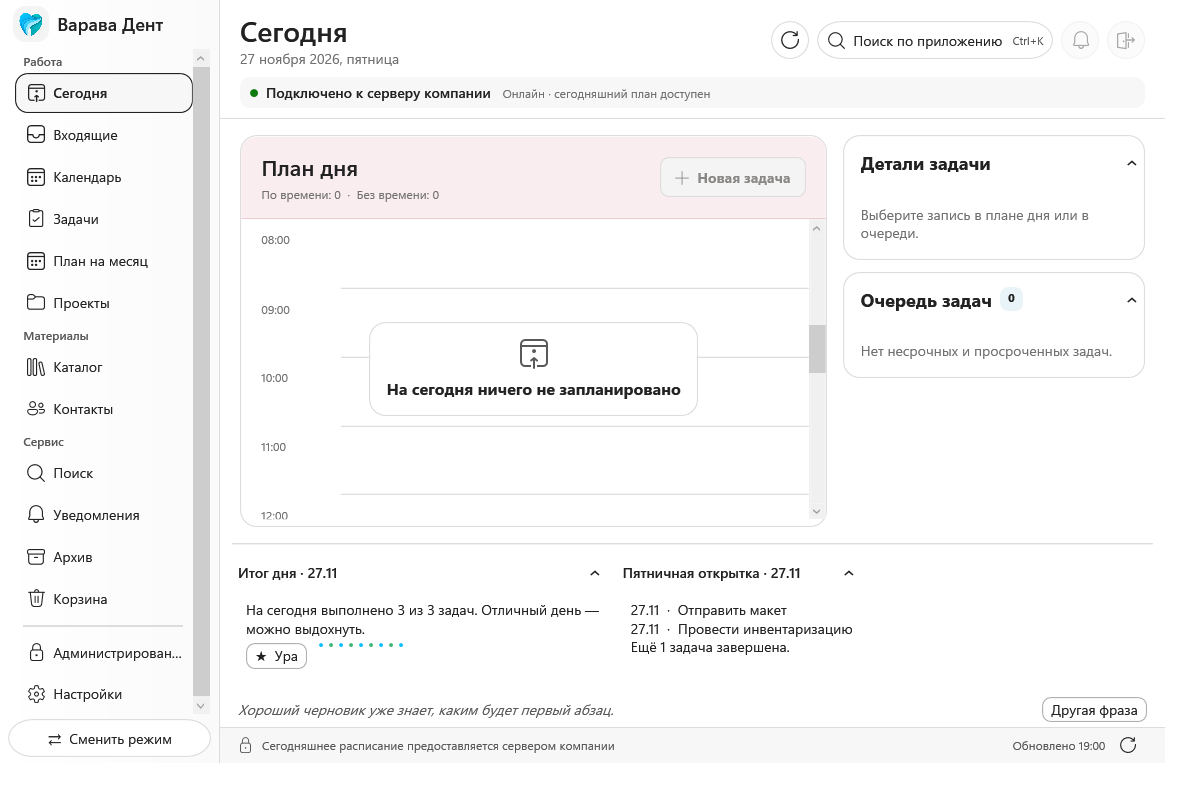 Варава Дент
Работа
Сегодня
Входящие
Календарь
Задачи
План на месяц
Проекты
Материалы
Каталог
Контакты
Сервис
Поиск
Уведомления
Архив
Корзина
Администрирован...
Настройки
Сменить режим
Сегодня
27 ноября 2026, пятница
Поиск по приложению Ctrl+K
Подключено к серверу компании Онлайн · сегодняшний план доступен
План дня
По времени: 0 · Без времени: 0
Новая задача
08:00
09:00
10:00
11:00
12:00
На сегодня ничего не запланировано
Детали задачи
Выберите запись в плане дня или в
очереди.
Очередь задач 0
Нет несрочных и просроченных задач.
Итог дня · 27.11
На сегодня выполнено 3 из 3 задач. Отличный день —
можно выдохнуть.
★ Ура
Пятничная открытка · 27.11
27.11 · Отправить макет
27.11 · Провести инвентаризацию
Ещё 1 задача завершена.
Хороший черновик уже знает, каким будет первый абзац.
Другая фраза
Сегодняшнее расписание предоставляется сервером компании
Обновлено 19:00